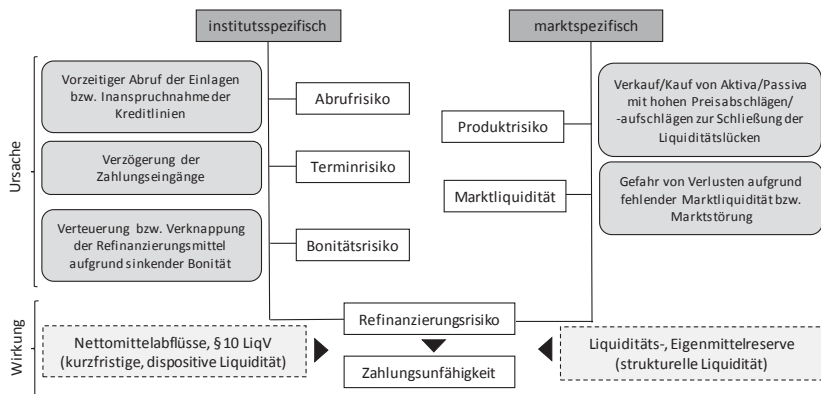 institutsspezifisch
marktspezifisch
Ursache
Vorzeitiger Abruf der Einlagen
bzw. Inanspruchnahme der
Kreditlinien
Abrufrisiko
Verkauf/Kauf von Aktiva/Passiva
mit hohen Preisabschlägen/
-aufschlägen zur Schließung der
Liquiditätslücken
Produktrisiko
Verzögerung der
Zahlungseingänge
Terminrisiko
Marktliquidität
Gefahr von Verlusten aufgrund
fehlender Marktliquidität bzw.
Marktstörung
Verteuerung bzw. Verknappung
der Refinanzierungsmittel
aufgrund sinkender Bonität
Bonitätsrisiko
Wirkung
Refinanzierungsrisiko
Nettomittelabflüsse, § 10 LiqV
(kurzfristige, dispositive Liquidität)
Liquiditäts-, Eigenmittelreserve
(strukturelle Liquidität)
Zahlungsunfähigkeit